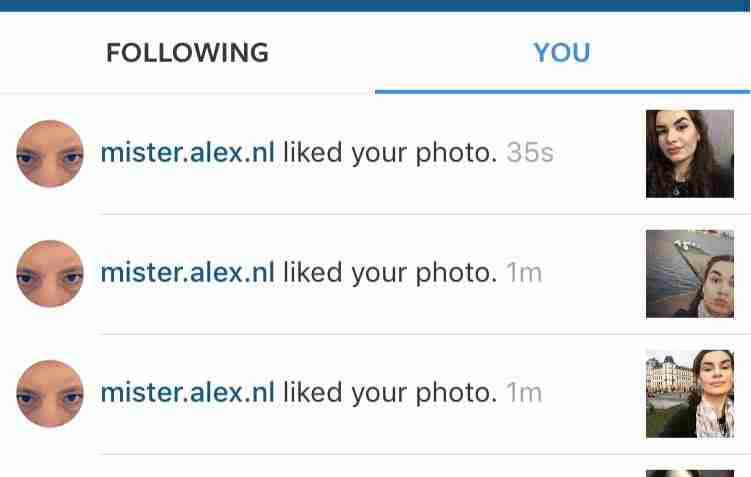 FOLLOWING YOU
mister.alex.nl liked your photo. 35s
mister.alex.nl liked your photo. 1m
mister.alex.nl liked your photo. 1m